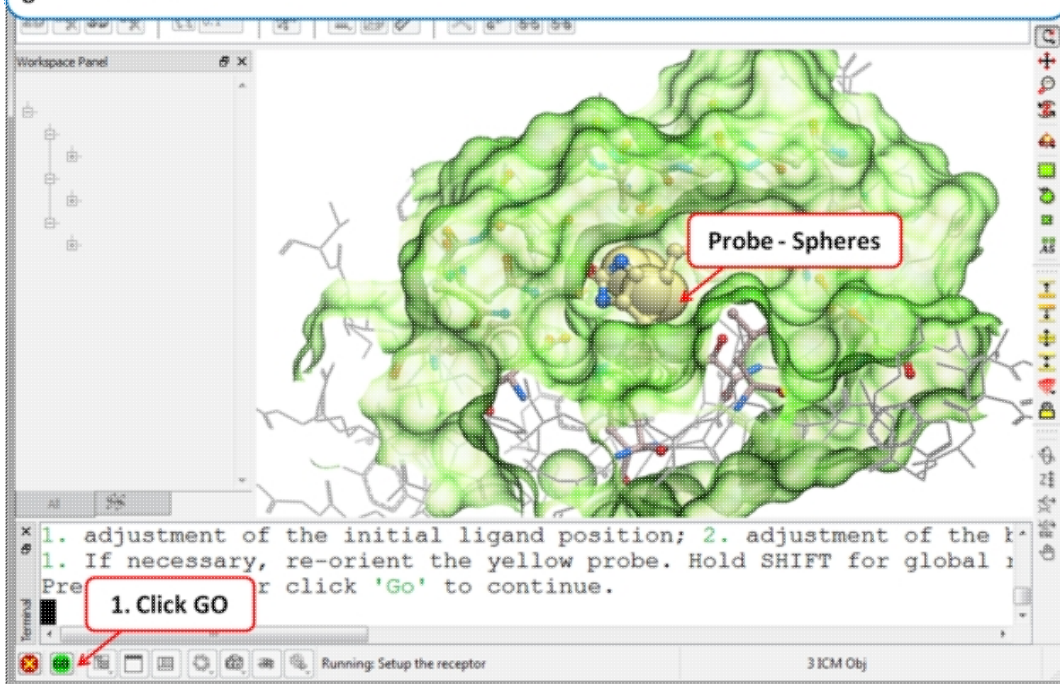 Workspace Panel
Probe - Spheres
All
1. adjustment of the initial ligand position; 2. adjustment of the
1. If necessary, re-orient the yellow probe. Hold SHIFT for global
Pre r click 'Go' to continue.
1. Click GO
Terminal
Running: Setup the receptor
3 ICM Obj